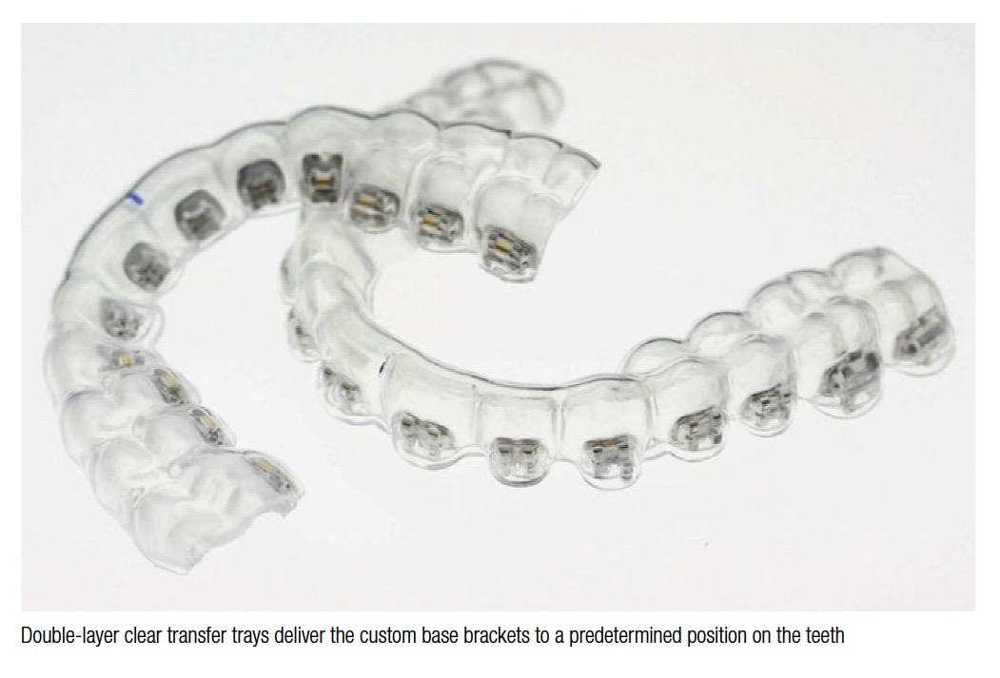 Double-layer clear transfer trays deliver the custom base brackets to a predetermined position on the teeth